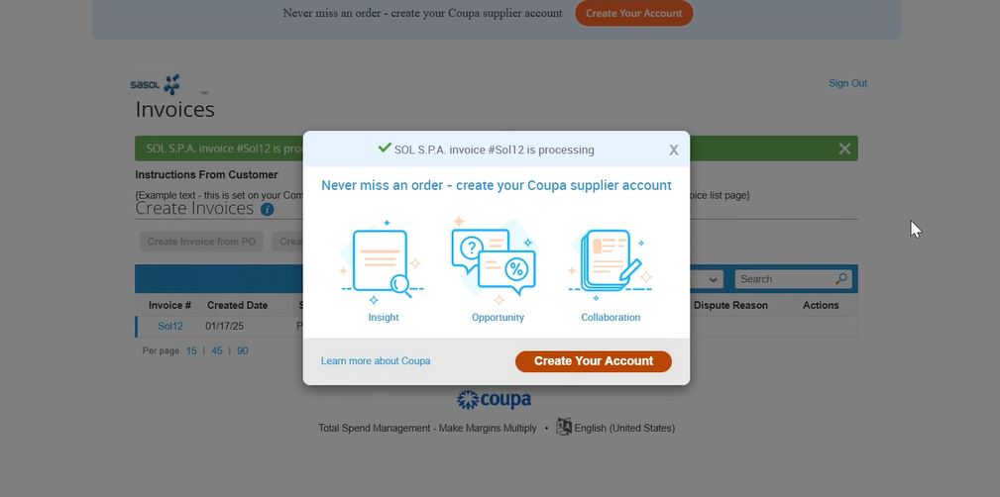 Never miss an order - create your Coupa supplier account
Create Your Account
sasol
Sign Out
Invoices
SOL S.P.A. invoice #Sol12 is pro
SOL S.P.A. invoice #Sol12 is processing
X
Instructions From Customer
{Example text - this is set on your Com
oice list page}
Create Invoices i
Never miss an order - create your Coupa supplier account
Create Invoice from PO
Crea
? %
Search
Insight
Opportunity
Collaboration
Invoice # Created Date S
Dispute Reason Actions
Sol12 01/17/25 P
Per page 15 | 45 | 90
Learn more about Coupa
Create Your Account
coupa
Total Spend Management - Make Margins Multiply • English (United States)